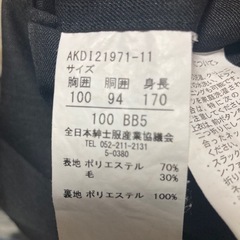 AKDI21971-11
サイズ
胸囲 胴囲 身長
100 94 170
100 BB5
全日本紳士服産業協議会
052-211-2131
5-0380
表地 ポリエステル 70%
毛 30%
裏地 ポリエステル 100%